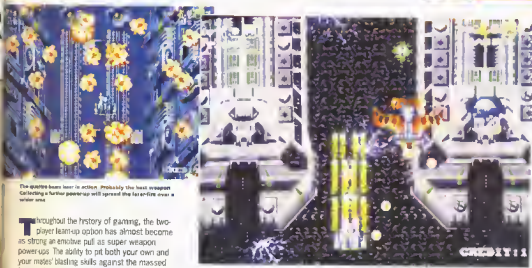 The quattro beam laser in action. Probably the best weapon
Collecting a further power-up will spread the laser-fire over a
wider area
Throughout the history of gaming, the two-
player team-up option has almost become
as strong an emotive pull as super weapon
power-ups The ability to pit both your own and
your mates' blasting skills against the massed
CREDIT:1